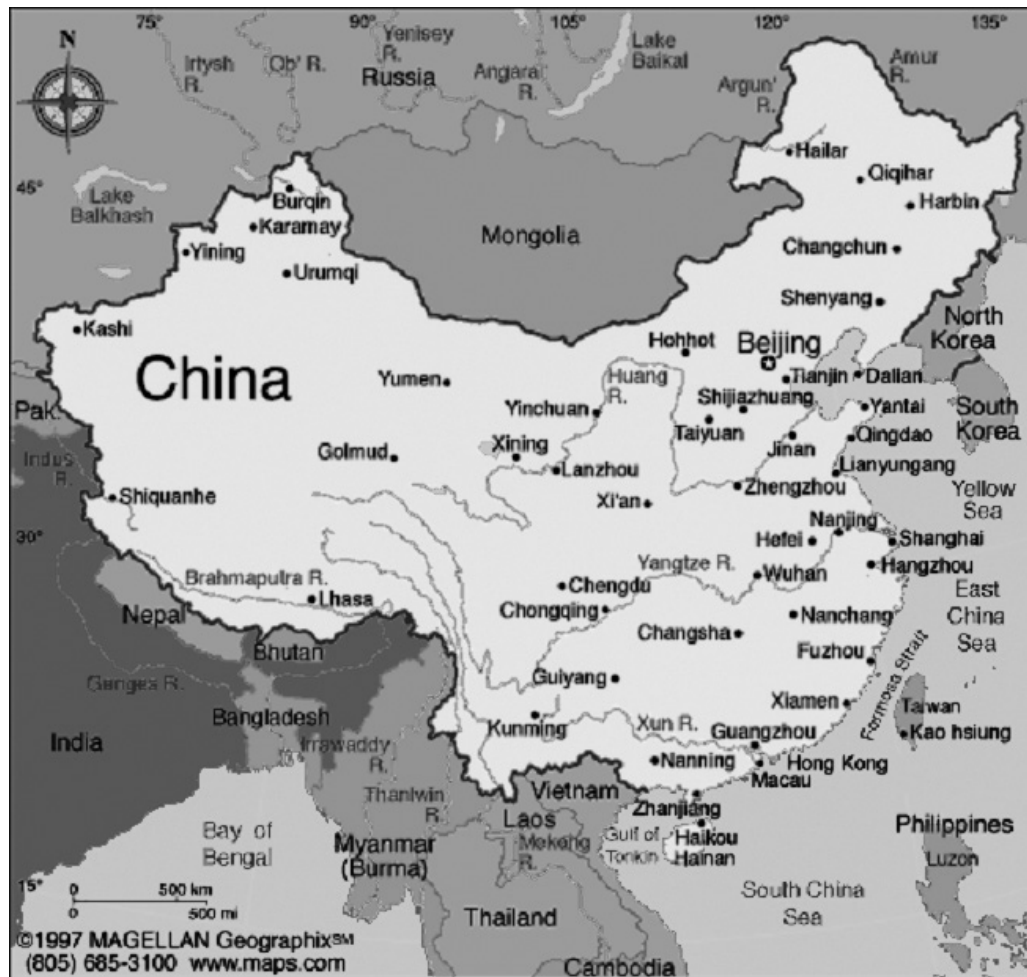 75°
90°
105°
120°
135°
N
Irtysh
R.
Ob' R.
Yenisey
R.
Russia
Angara
R.
Lake
Baikal
Argun'
R.
Amur
R.
Hailar
Qiqihar
Harbin
45°
Lake
Balkhash
Burqin
Karamay
Yining
Urumqi
Mongolia
Changchun
Shenyang
Kashi
China
Yumen
Hohhot
Beijing
North
Korea
Huang
R.
Tianjin
Dalian
Shijiazhuang
Yinchuan
Taiyuan
Yantai
South
Korea
Pak.
Indus
R.
Golmud
Xining
Lanzhou
Jinan
Qingdao
Lianyungang
Shiquanhe
Xi'an
Zhengzhou
Yellow
Sea
30°
Nanjing
Hefei
Shanghai
Hangzhou
Brahmaputra R.
Lhasa
Chengdu
Yangtze R.
Wuhan
East
China
Sea
Nepal
Chongqing
Nanchang
Changsha
Bhutan
Fuzhou
Ganges R.
Guiyang
Formosa Strait
Xiamen
Taiwan
Bangladesh
Kunming
Xun R.
Guangzhou
Kao hsiung
India
Irrawaddy
R.
Nanning
Hong Kong
Macau
Thanlwin
R.
Vietnam
Zhanjiang
Laos
Bay of
Bengal
Myanmar
(Burma)
Mekong
R.
Gulf of
Tonkin
Haikou
Hainan
Philippines
Luzon
15°
0 500 km
0 500 mi
Thailand
South China
Sea
©1997 MAGELLAN Geographix℠
(805) 685-3100 www.maps.com
Cambodia